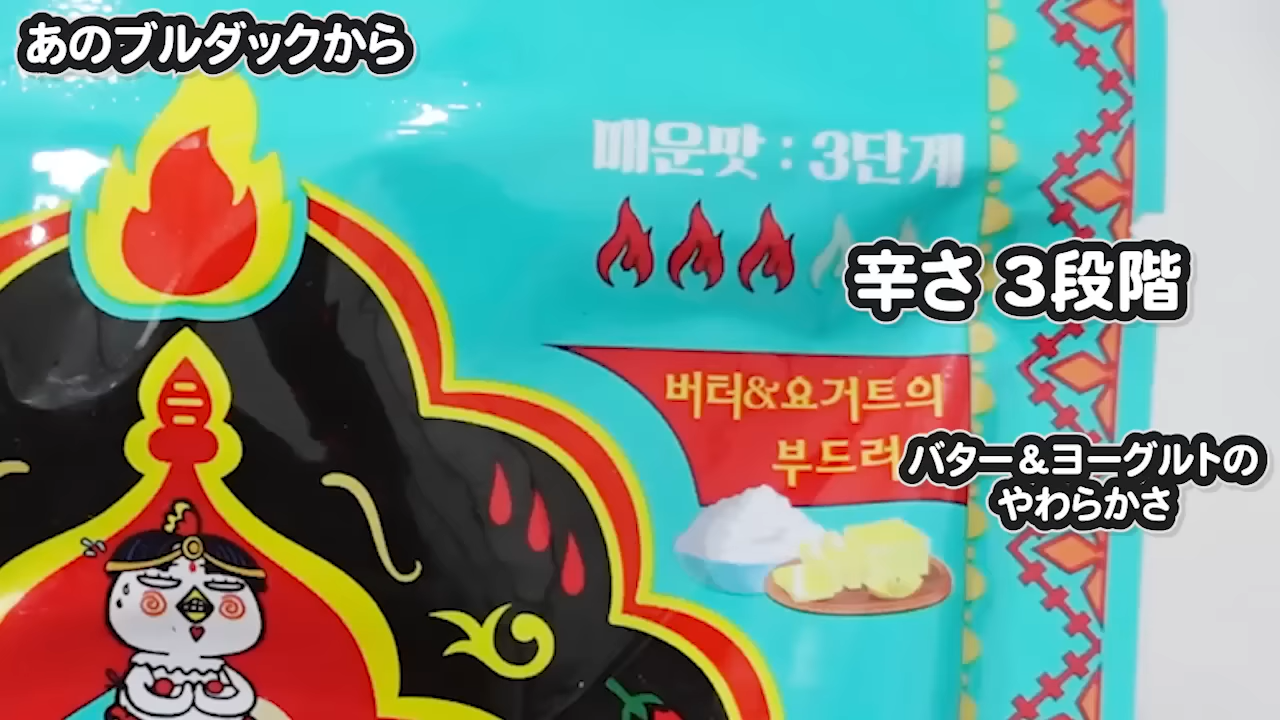 あのブルダックから
매운맛 : 3단계
辛さ 3段階
버터&요거트의
부드러
バター&ヨーグルトの
やわらかさ